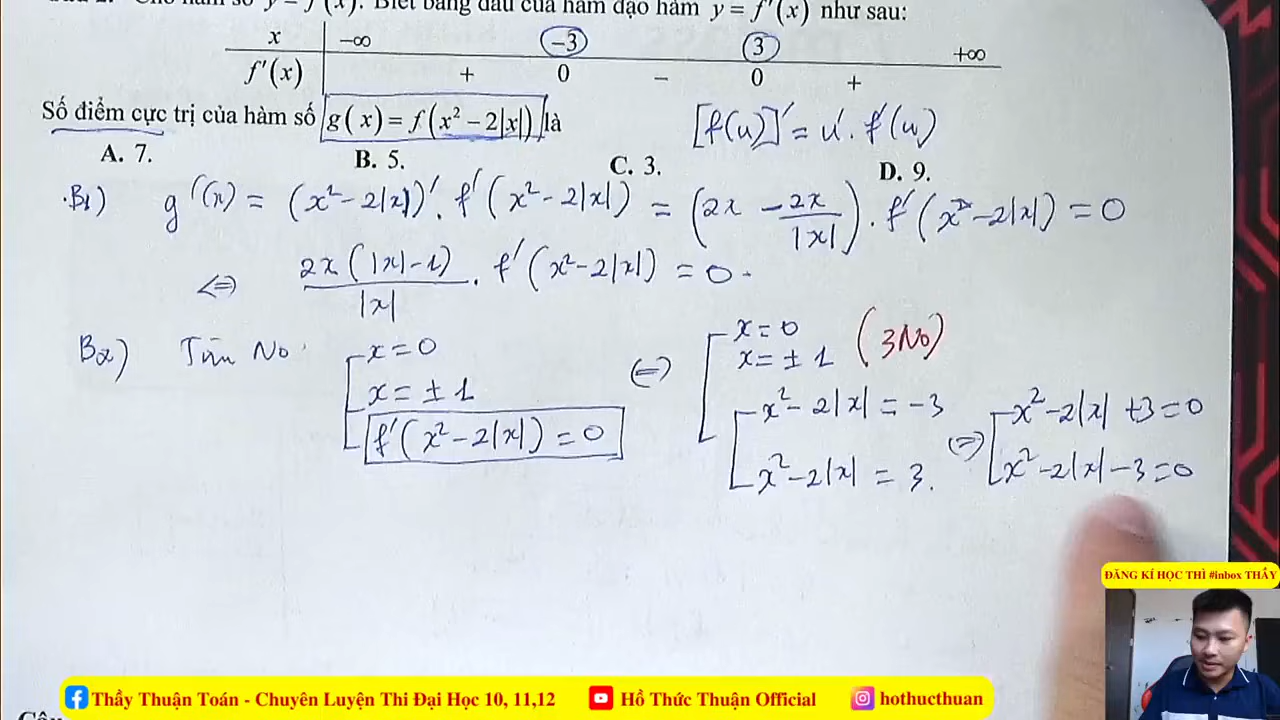 Cho hàm số y = f(x). Biết bảng dấu của hàm đạo hàm y = f'(x) như sau:
x −∞ −3 3 +∞
f'(x) + 0 − 0 +
Số điểm cực trị của hàm số g(x) = f(x² − 2|x|) là
[f(u)]' = u'. f'(u)
A. 7. B. 5. C. 3. D. 9.
B1) g'(x) = (x² − 2|x|)'. f'(x² − 2|x|) = (2x − 2x/|x|). f'(x² − 2|x|) = 0
⇔ 2x(|x| − 1)/|x| . f'(x² − 2|x|) = 0.
B2) Tìm No: [ x = 0 ⇔ [ x = 0 (3No)
x = ± 1 x = ± 1
f'(x² − 2|x|) = 0 [ x² − 2|x| = −3 ⇔ [ x² − 2|x| + 3 = 0
x² − 2|x| = 3. x² − 2|x| − 3 = 0
ĐĂNG KÍ HỌC THÌ #inbox THẦY
Thầy Thuận Toán - Chuyên Luyện Thi Đại Học 10, 11,12 Hồ Thức Thuận Official hothucthuan